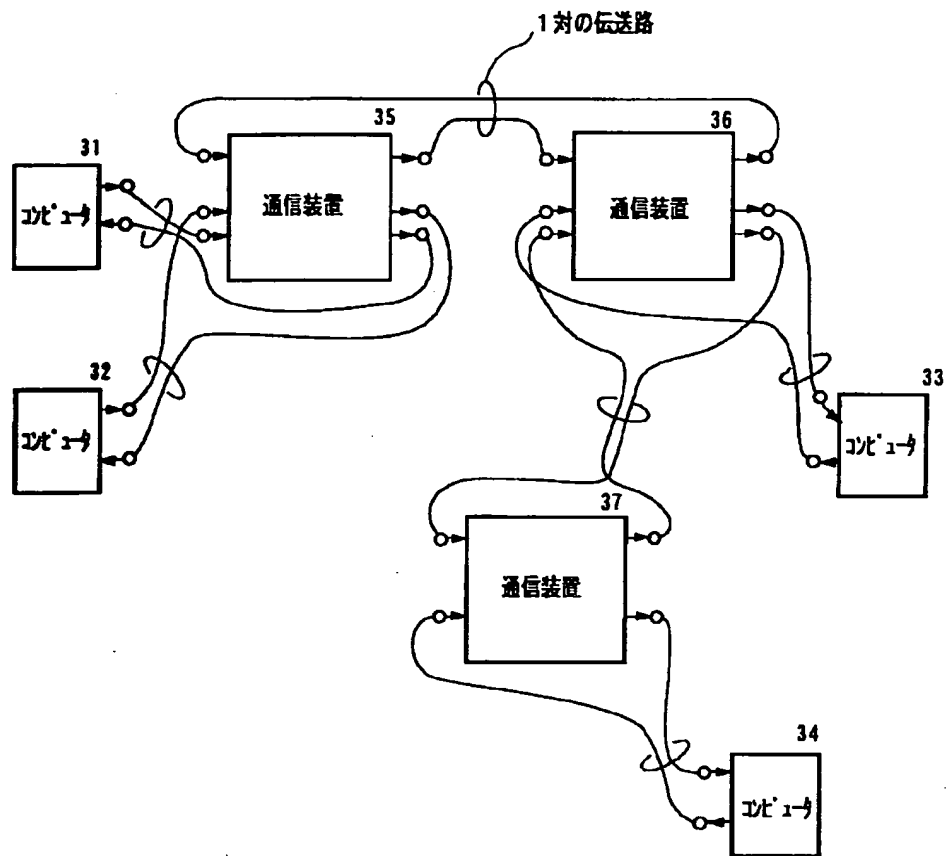 1対の伝送路
35
36
31
通信装置
通信装置
コンピュータ
32
33
コンピュータ
コンピュータ
37
通信装置
34
コンピュータ